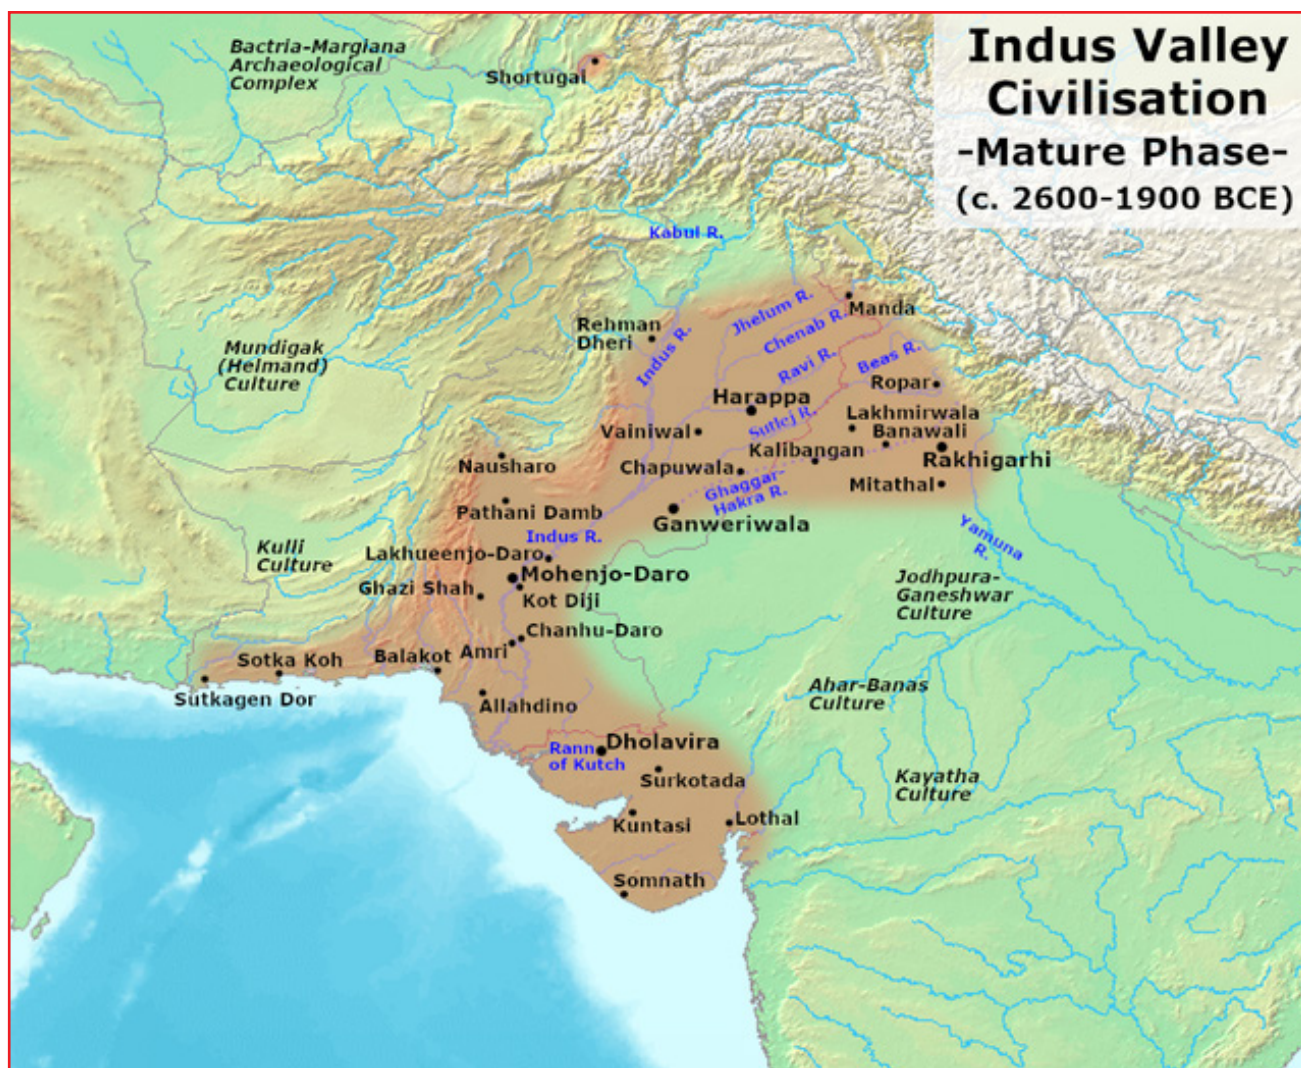 Indus Valley
Civilisation
-Mature Phase-
(c. 2600-1900 BCE)
Bactria-Margiana
Archaeological
Complex
Shortugai
Kabul R.
Manda
Jhelum R.
Chenab R.
Rehman
Dheri
Indus R.
Mundigak
(Helmand)
Culture
Ravi R.
Beas R.
Ropar
Harappa
Lakhmirwala
Sutlej R.
Vainiwal
Banawali
Kalibangan
Rakhigarhi
Nausharo
Chapuwala
Mitathal
Ghaggar-
Hakra R.
Pathani Damb
Ganweriwala
Yamuna
R.
Indus R.
Kulli
Culture
Lakhueenjo-Daro
Mohenjo-Daro
Jodhpura-
Ganeshwar
Culture
Ghazi Shah
Kot Diji
Chanhu-Daro
Amri
Sotka Koh
Balakot
Sutkagen Dor
Ahar-Banas
Culture
Allahdino
Dholavira
Rann
of Kutch
Surkotada
Kayatha
Culture
Kuntasi
Lothal
Somnath